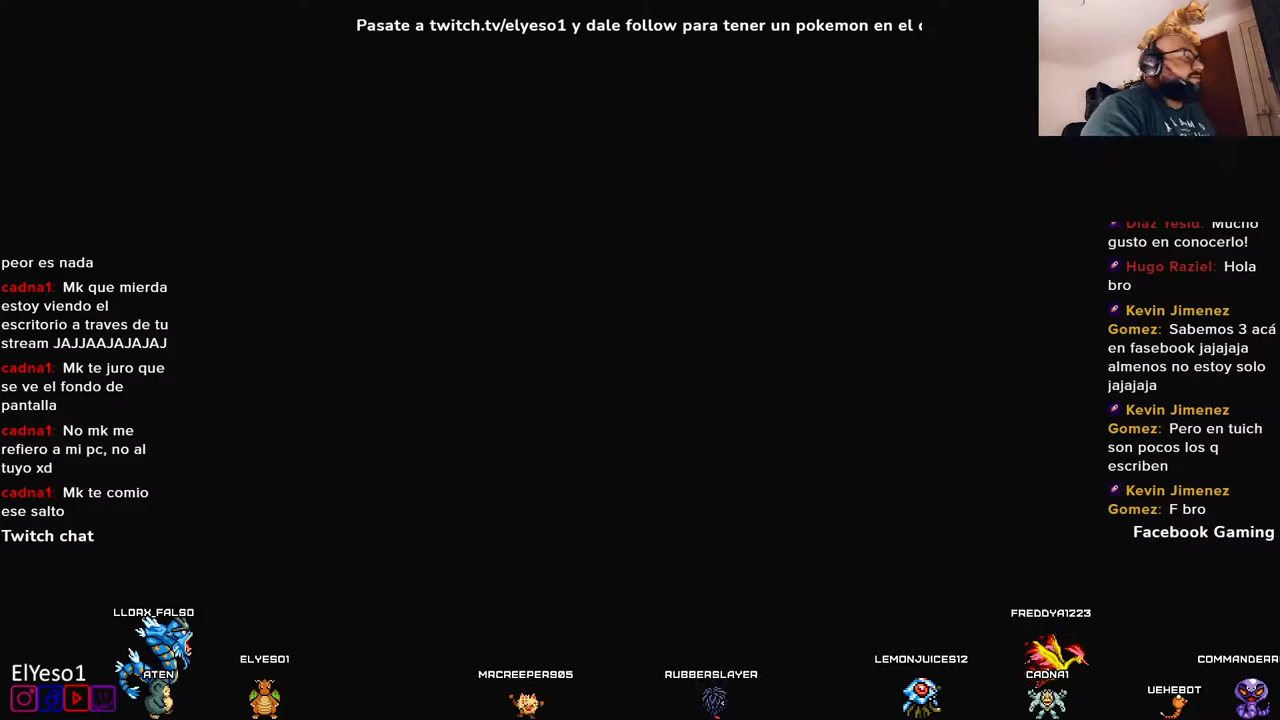 Pasate a twitch.tv/elyeso1 y dale follow para tener un pokemon en el
peor es nada
cadna1: Mk que mierda
estoy viendo el
escritorio a traves de tu
stream JAJJAAJAJAJAJ
cadna1: Mk te juro que
se ve el fondo de
pantalla
cadna1: No mk me
refiero a mi pc, no al
tuyo xd
cadna1: Mk te comio
ese salto
Twitch chat
Diaz Yesid: Mucho
gusto en conocerlo!
Hugo Raziel: Hola
bro
Kevin Jimenez
Gomez: Sabemos 3 acá
en fasebook jajajaja
almenos no estoy solo
jajajaja
Kevin Jimenez
Gomez: Pero en tuich
son pocos los q
escriben
Kevin Jimenez
Gomez: F bro
Facebook Gaming
LLORX_FALSO
ATEN
ELYESO1
MRCREEPER905
RUBBERSLAYER
LEMONJUICES12
FREDDYA1223
CADNA1
UEHEBOT
COMMANDERR
ElYeso1